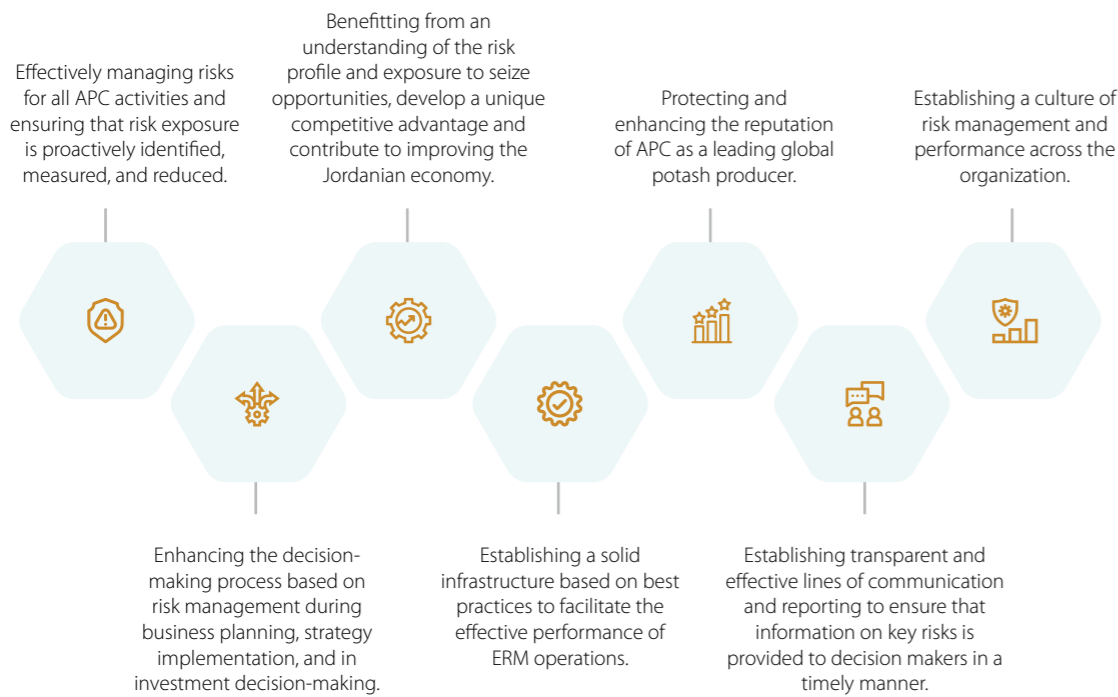 Effectively managing risks
for all APC activities and
ensuring that risk exposure
is proactively identified,
measured, and reduced.
Enhancing the decision-
making process based on
risk management during
business planning, strategy
implementation, and in
investment decision-making.
Benefitting from an
understanding of the risk
profile and exposure to seize
opportunities, develop a unique
competitive advantage and
contribute to improving the
Jordanian economy.
Establishing a solid
infrastructure based on best
practices to facilitate the
effective performance of
ERM operations.
Protecting and
enhancing the reputation
of APC as a leading global
potash producer.
Establishing transparent and
effective lines of communication
and reporting to ensure that
information on key risks is
provided to decision makers in a
timely manner.
Establishing a culture of
risk management and
performance across the
organization.